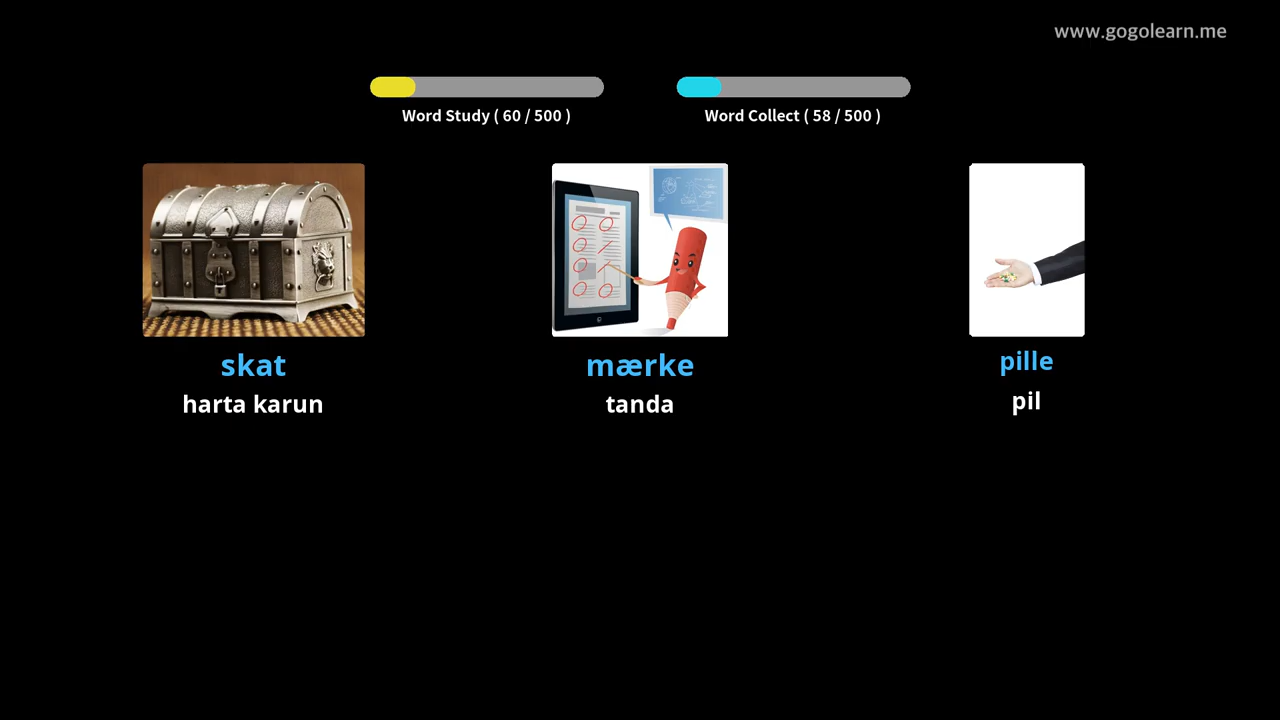 www.gogolearn.me
Word Study ( 60 / 500 )
Word Collect ( 58 / 500 )
skat
harta karun
mærke
tanda
pille
pil